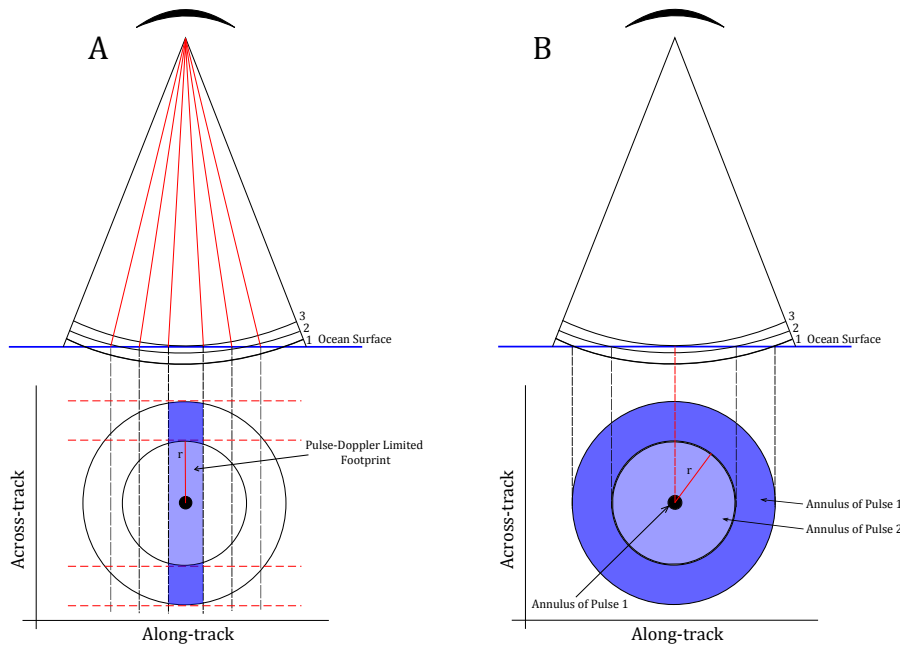 A
3
2
1 Ocean Surface
r
Pulse-Doppler Limited
Footprint
Across-track
Along-track
B
3
2
1 Ocean Surface
r
Annulus of Pulse 1
Annulus of Pulse 2
Annulus of Pulse 1
Across-track
Along-track